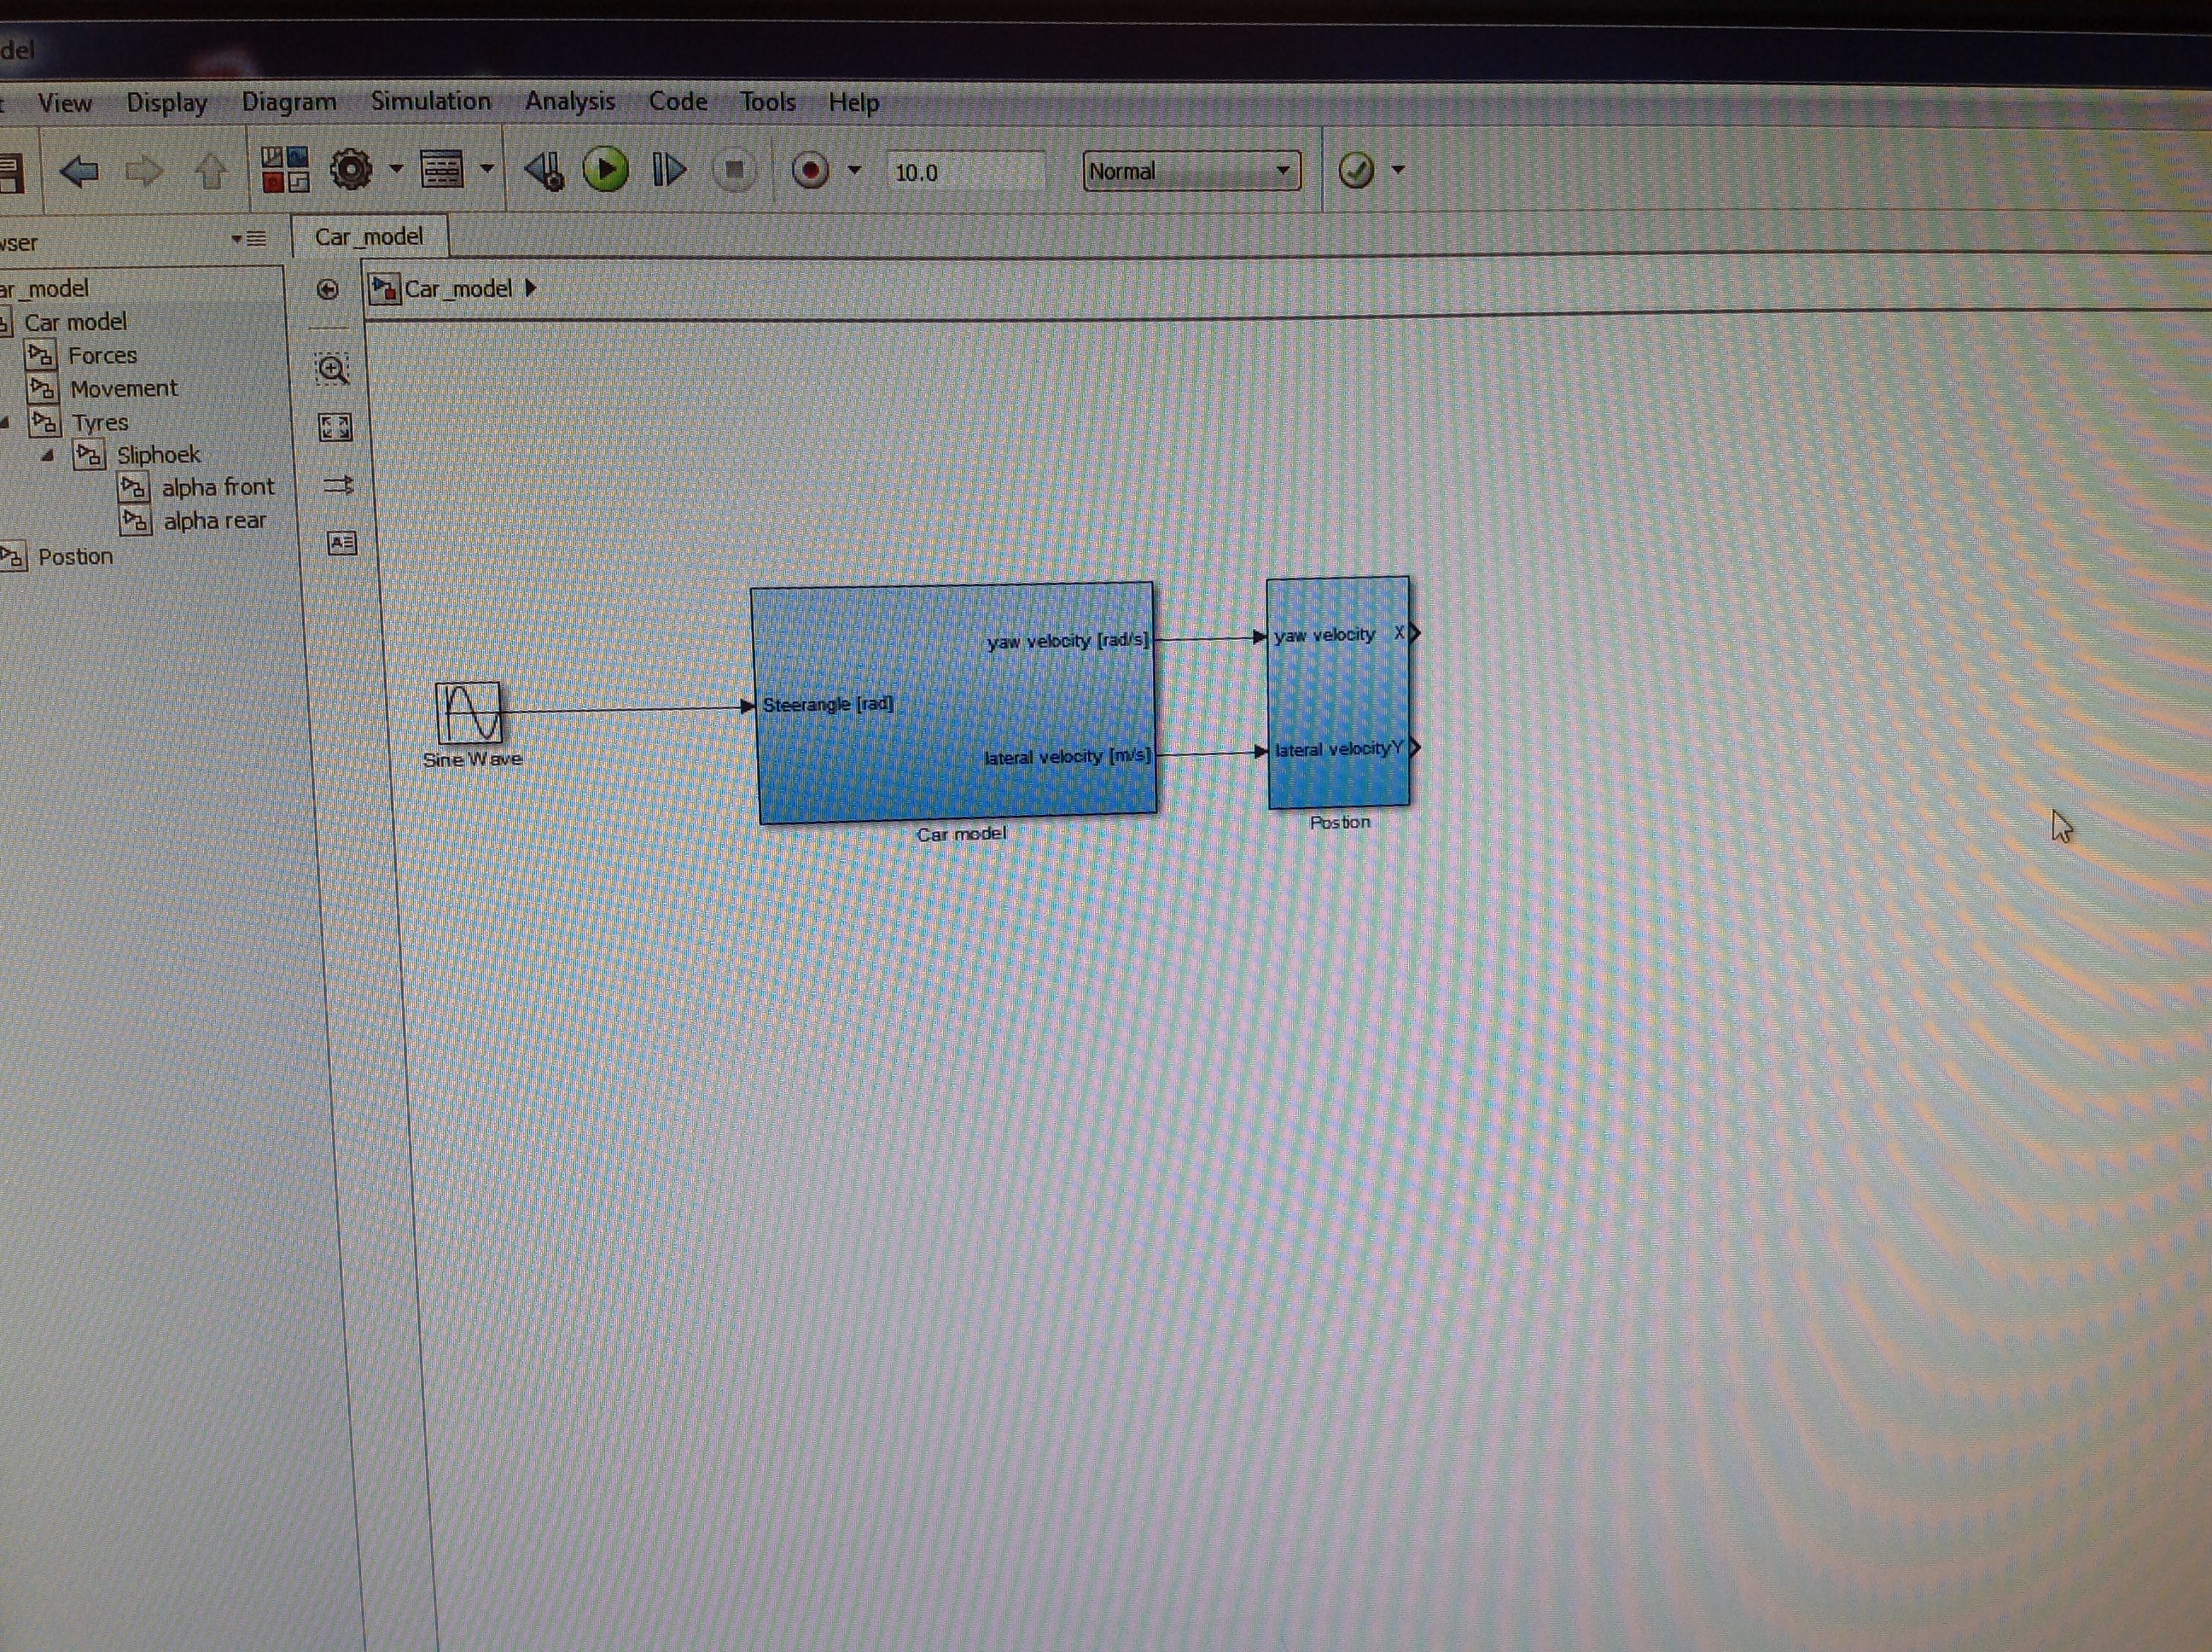 del
View Display Diagram Simulation Analysis Code Tools Help
10.0 Normal
wser
Car_model
ar_model
Car_model
Car model
Forces
Movement
Tyres
Sliphoek
alpha front
alpha rear
Postion
yaw velocity [rad/s]
yaw velocity X
Steerangle [rad]
lateral velocity [m/s]
lateral velocity Y
Sine Wave
Car model
Postion